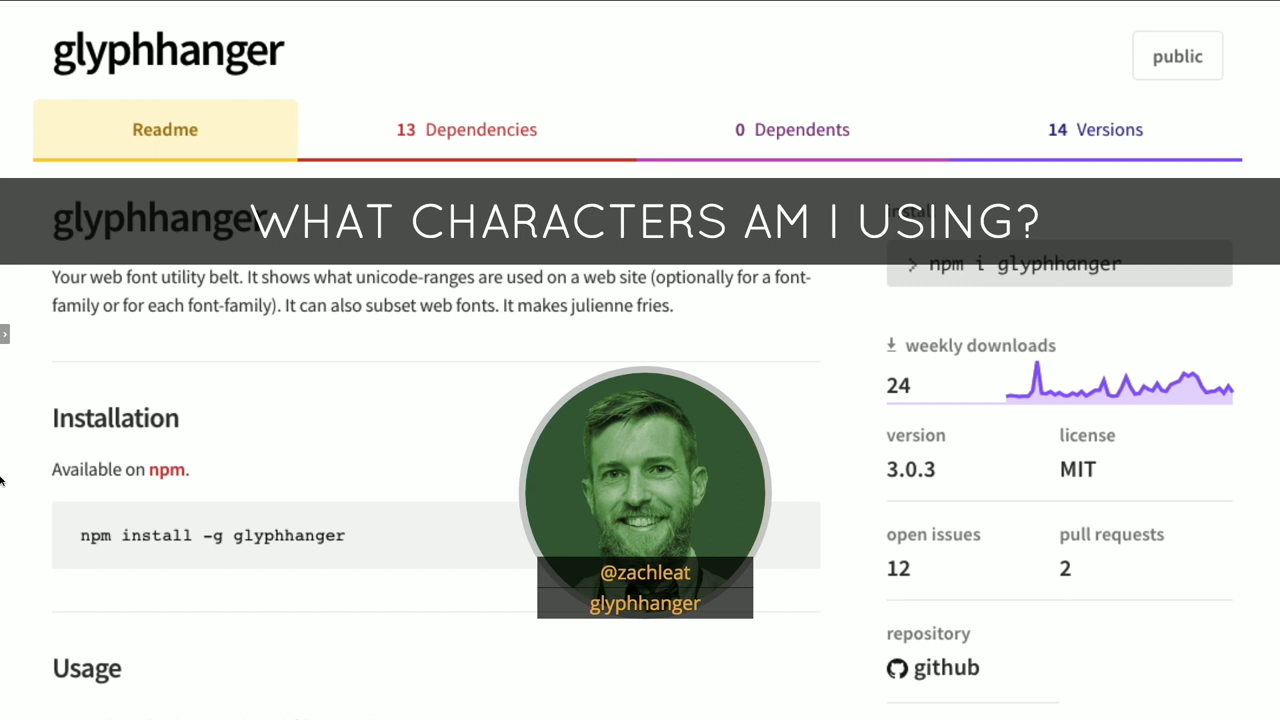 glyphhanger
public
Readme
13 Dependencies
0 Dependents
14 Versions
glyphhanger
WHAT CHARACTERS AM I USING?
install
> npm i glyphhanger
Your web font utility belt. It shows what unicode-ranges are used on a web site (optionally for a font-
family or for each font-family). It can also subset web fonts. It makes julienne fries.
weekly downloads
24
version
license
3.0.3
MIT
Installation
Available on npm.
npm install -g glyphhanger
open issues
pull requests
12
2
@zachleat
glyphhanger
repository
github
Usage